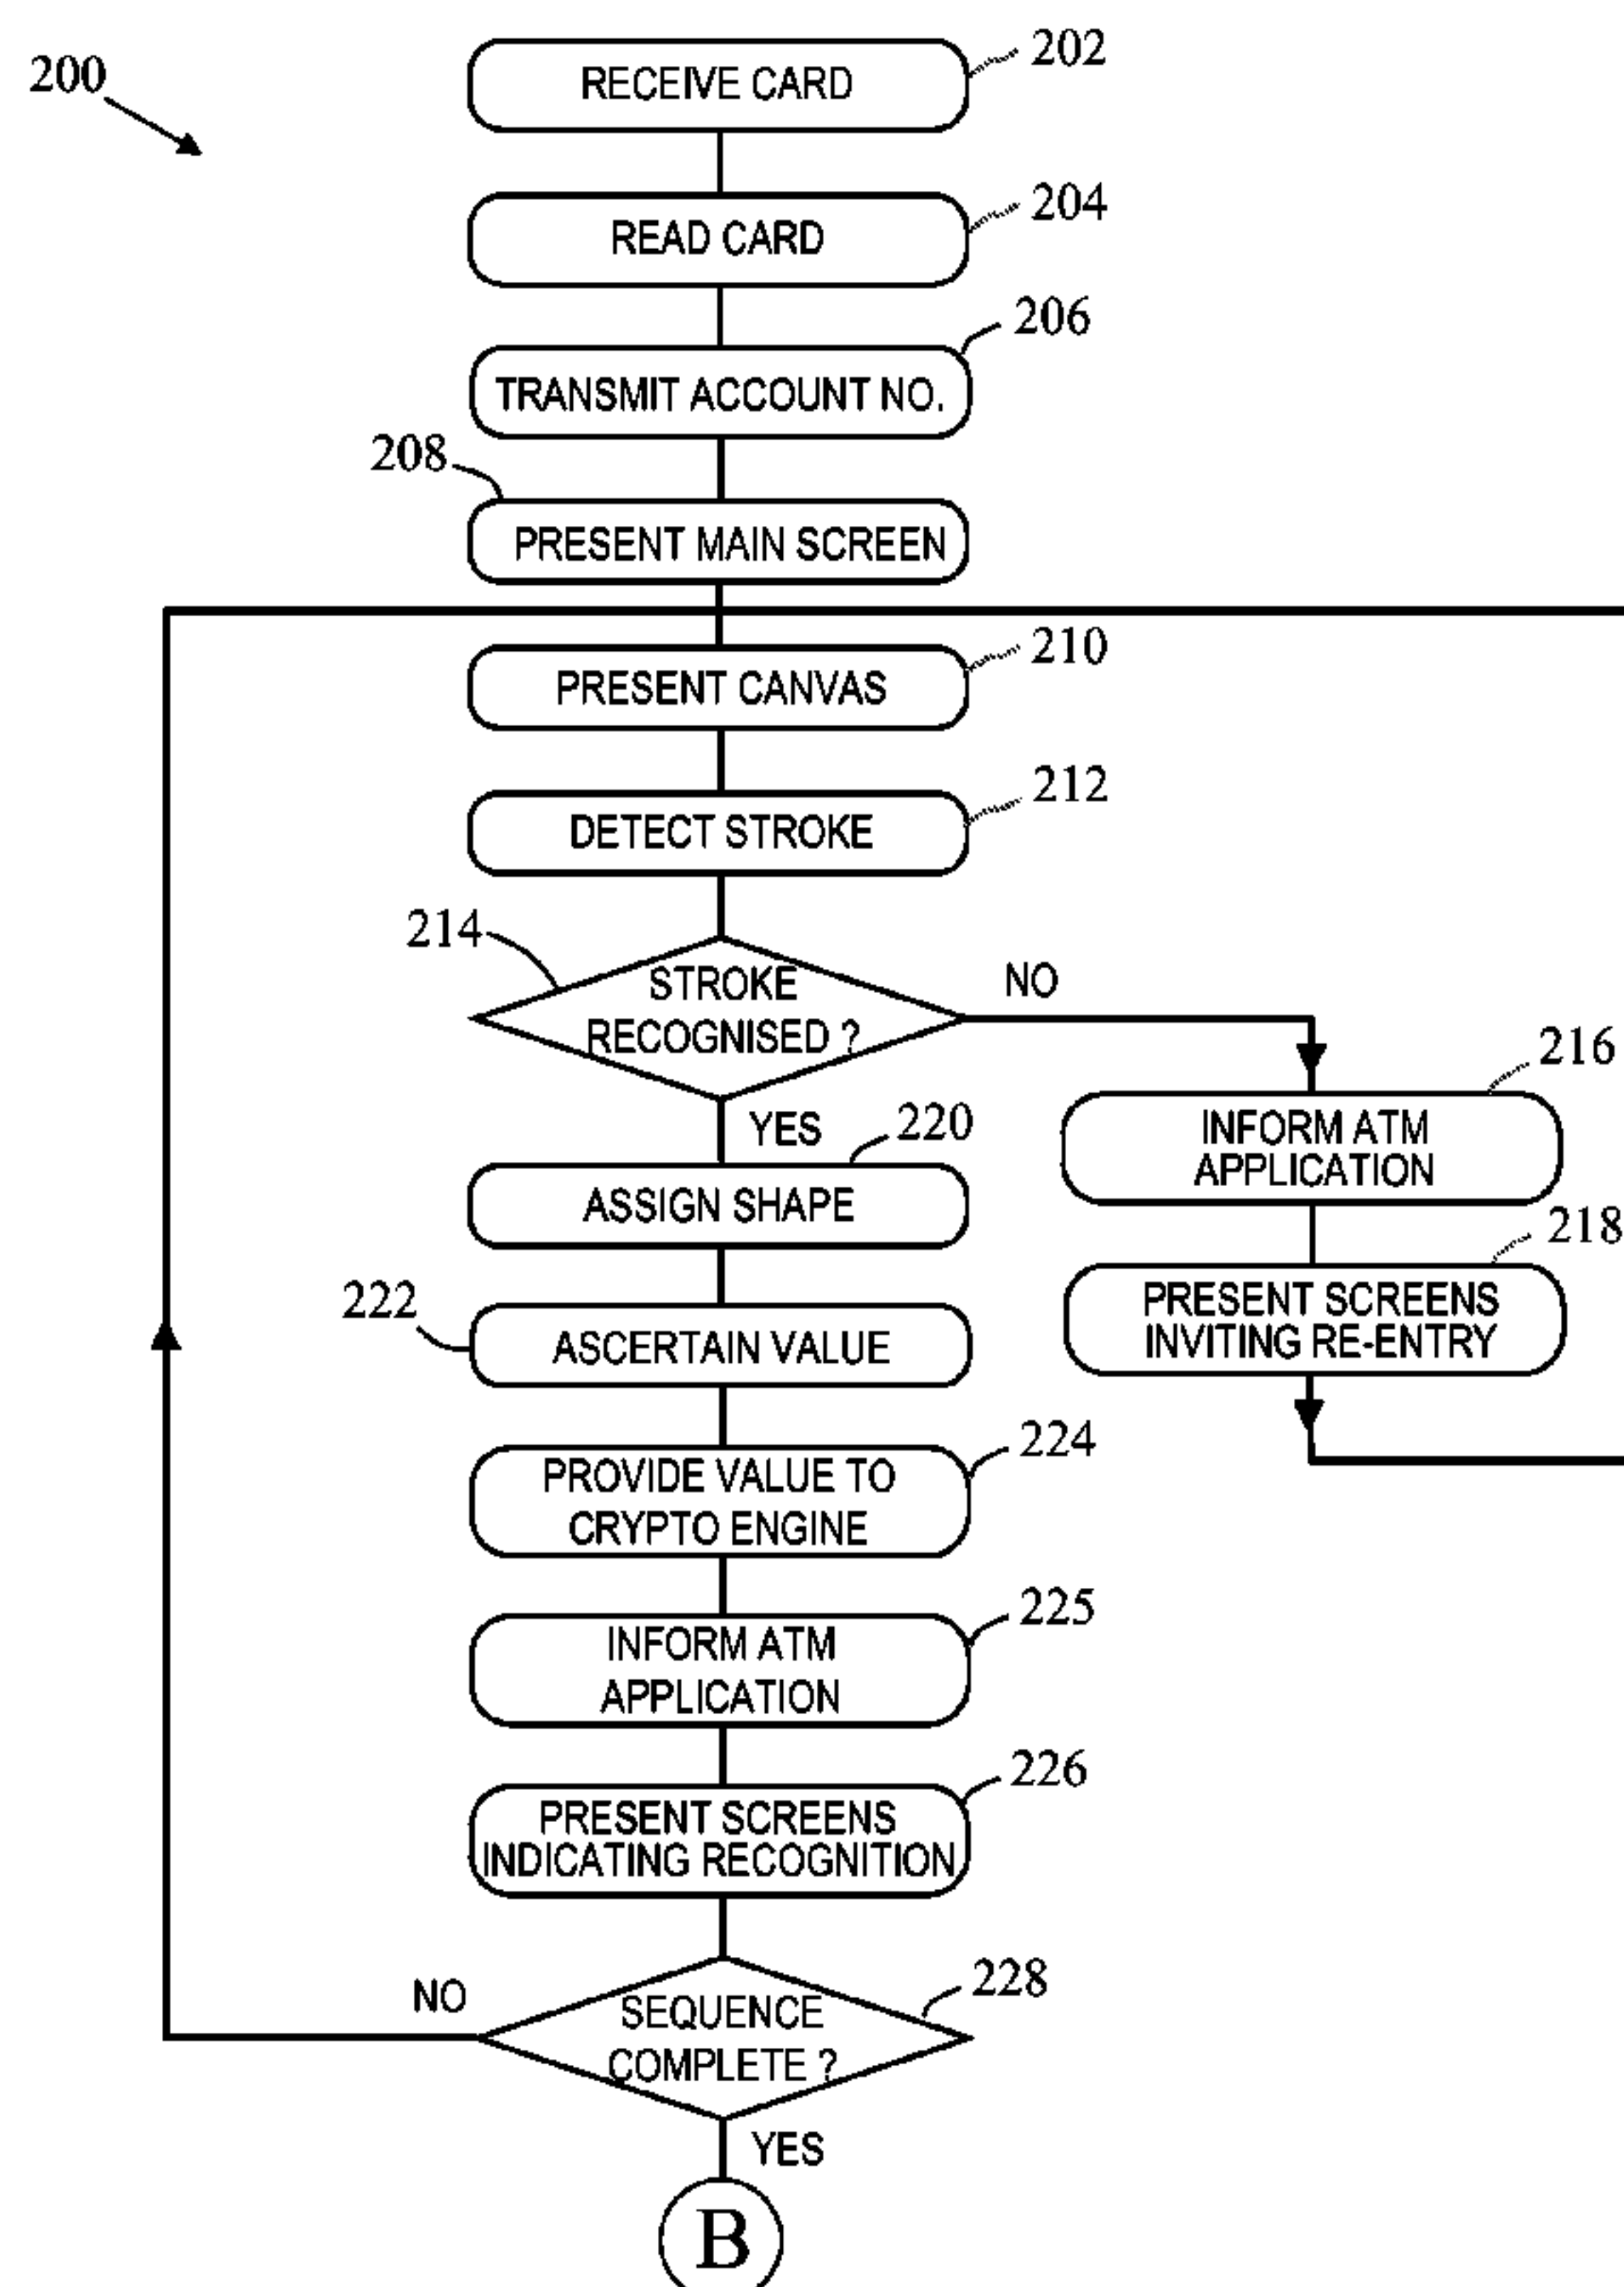 200
RECEIVE CARD
202
READ CARD
204
TRANSMIT ACCOUNT NO.
206
208
PRESENT MAIN SCREEN
PRESENT CANVAS
210
DETECT STROKE
212
214
STROKE
RECOGNISED ?
NO
YES
216
INFORM ATM
APPLICATION
218
PRESENT SCREENS
INVITING RE-ENTRY
220
ASSIGN SHAPE
222
ASCERTAIN VALUE
224
PROVIDE VALUE TO
CRYPTO ENGINE
225
INFORM ATM
APPLICATION
226
PRESENT SCREENS
INDICATING RECOGNITION
228
NO
SEQUENCE
COMPLETE ?
YES
B